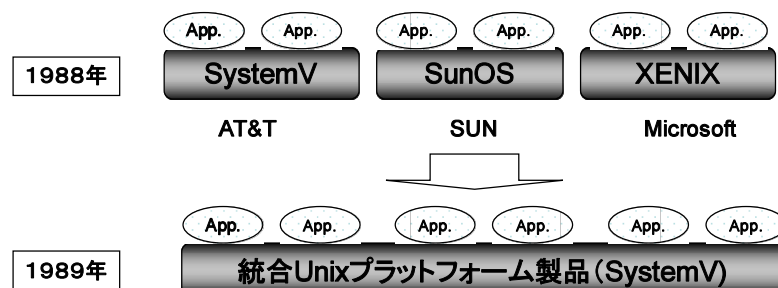 App. App. App. App. App. App.
1988年 SystemV SunOS XENIX
AT&T SUN Microsoft
App. App. App. App. App. App.
1989年 統合Unixプラットフォーム製品(SystemV)